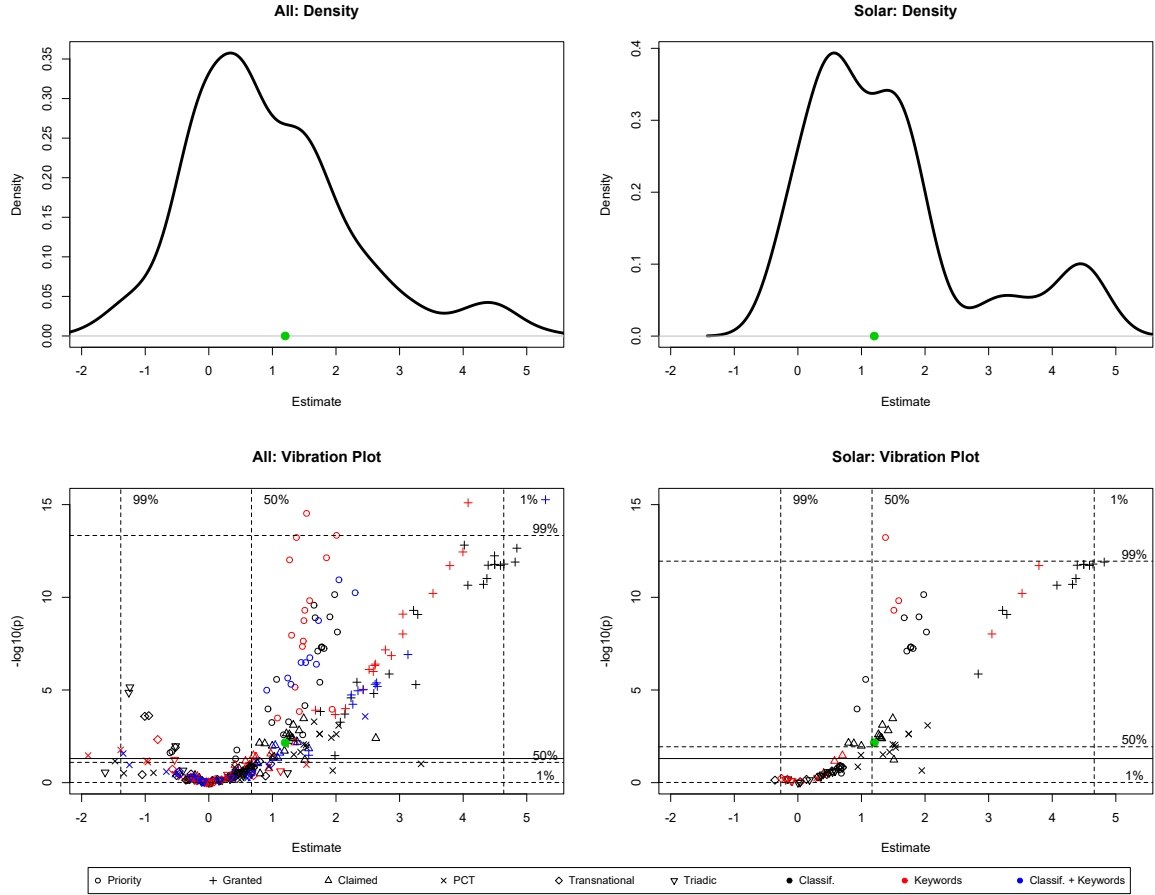 All: Density
Solar: Density
Density
0.00 0.05 0.10 0.15 0.20 0.25 0.30 0.35
-2 -1 0 1 2 3 4 5
Estimate
Density
0.0 0.1 0.2 0.3 0.4
-2 -1 0 1 2 3 4 5
Estimate
All: Vibration Plot
Solar: Vibration Plot
-log10(p)
0 5 10 15
99% 50% 1%
99%
50%
1%
-2 -1 0 1 2 3 4 5
Estimate
-log10(p)
0 5 10 15
99% 50% 1%
99%
50%
1%
-2 -1 0 1 2 3 4 5
Estimate
Priority Granted Claimed PCT Transnational Triadic Classif. Keywords Classif. + Keywords